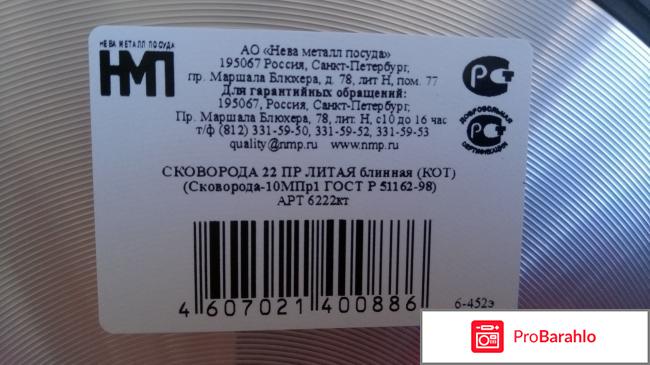 НЕВА МЕТАЛЛ ПОСУДА
НМП
АО «Нева металл посуда»
195067 Россия, Санкт-Петербург,
пр. Маршала Блюхера, д. 78, лит Н, пом. 77
Для гарантийных обращений:
195067, Россия, Санкт-Петербург,
Пр. Маршала Блюхера, 78, лит. Н, с10 до 16 час
т/ф (812) 331-59-50, 331-59-52, 331-59-53
quality@nmp.ru www.nmp.ru
РСТ
ДОБРОВОЛЬНАЯ
РСТ
СЕРТИФИКАЦИЯ
СКОВОРОДА 22 ПР ЛИТАЯ блинная (КОТ)
(Сковорода-10МПр1 ГОСТ Р 51162-98)
АРТ 6222кт
4 607021 400886
6-452э
ProBarahlo